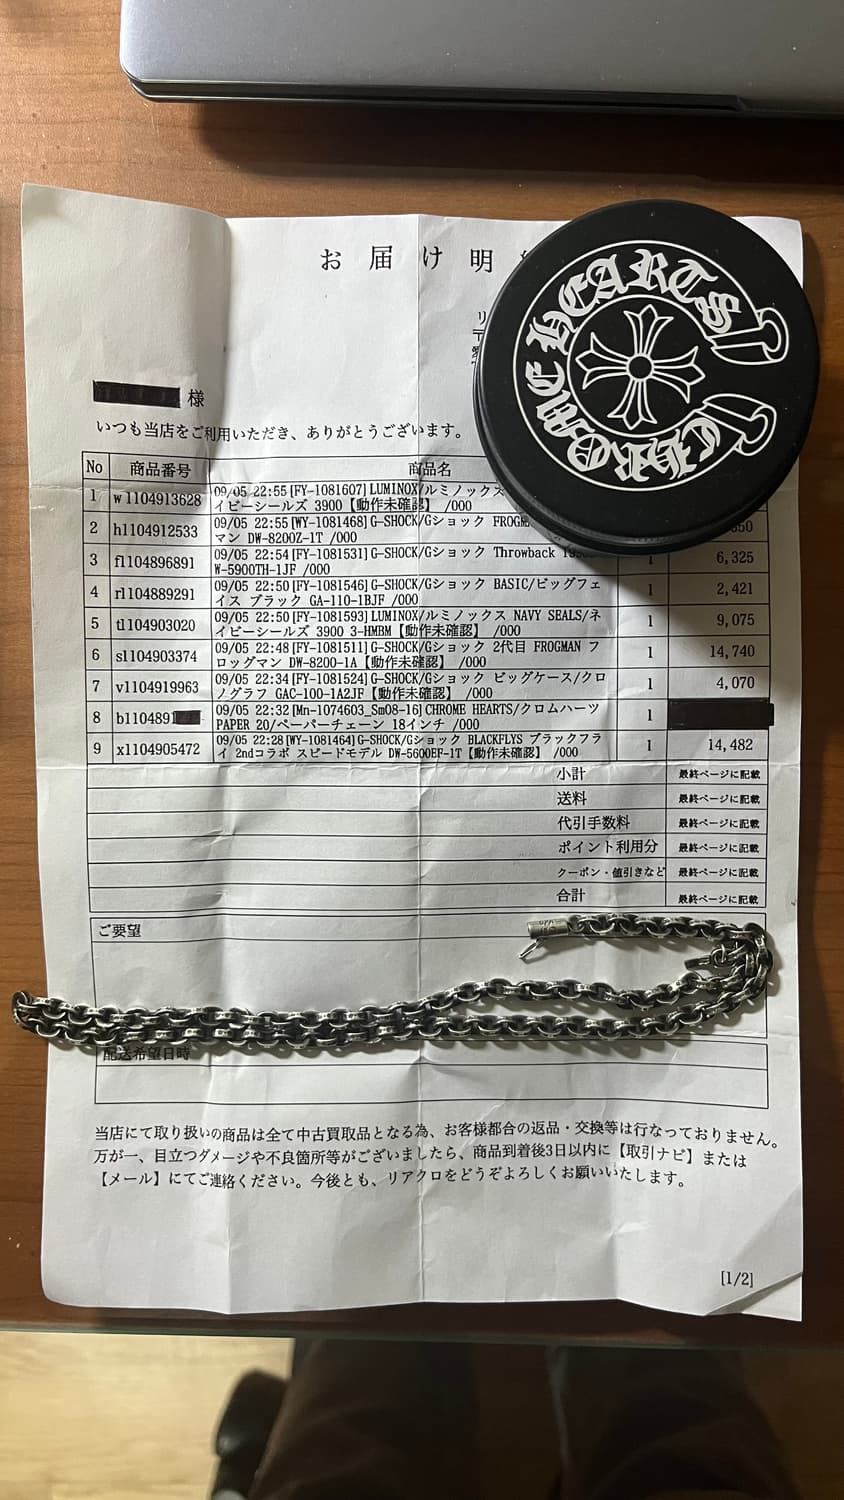 お届け明
リ
〒
様
いつも当店をご利用いただき、ありがとうございます。
No 商品番号 商品名
1 w1104913628 09/05 22:55[FY-1081607]LUMINOX/ルミノックス
イビーシールズ 3900【動作未確認】 /000
2 h1104912533 09/05 22:55[WY-1081468]G-SHOCK/Gショック FROGM
マン DW-8200Z-1T /000
3 f1104896891 09/05 22:54[FY-1081531]G-SHOCK/Gショック Throwback 1 6,325
W-5900TH-1JF /000
4 r1104889291 09/05 22:50[FY-1081546]G-SHOCK/Gショック BASIC/ビッグフェ 1 2,421
イス ブラック GA-110-1BJF /000
5 t1104903020 09/05 22:50[FY-1081593]LUMINOX/ルミノックス NAVY SEALS/ネ 1 9,075
イビーシールズ 3900 3-HMBM【動作未確認】 /000
6 s1104903374 09/05 22:48[FY-1081511]G-SHOCK/Gショック 2代目 FROGMAN フ 1 14,740
ロッグマン DW-8200-1A【動作未確認】 /000
7 v1104919963 09/05 22:34[FY-1081524]G-SHOCK/Gショック ビッグケース/クロ 1 4,070
ノグラフ GAC-100-1A2JF【動作未確認】 /000
8 b1104891 09/05 22:32[Mn-1074603_Sm08-16]CHROME HEARTS/クロムハーツ 1
PAPER 20/ペーパーチェーン 18インチ /000
9 x1104905472 09/05 22:28[WY-1081464]G-SHOCK/Gショック BLACKFLYS ブラックフラ 1 14,482
イ 2ndコラボ スピードモデル DW-5600EF-1T【動作未確認】 /000
小計 最終ページに記載
送料 最終ページに記載
代引手数料 最終ページに記載
ポイント利用分 最終ページに記載
クーポン・値引きなど 最終ページに記載
合計 最終ページに記載
ご要望
配送希望日時
当店にて取り扱いの商品は全て中古買取品となる為、お客様都合の返品・交換等は行なっておりません。
万が一、目立つダメージや不良箇所等がございましたら、商品到着後3日以内に【取引ナビ】または
【メール】にてご連絡ください。今後とも、リアクロをどうぞよろしくお願いいたします。
[1/2]
CHROME HEARTS